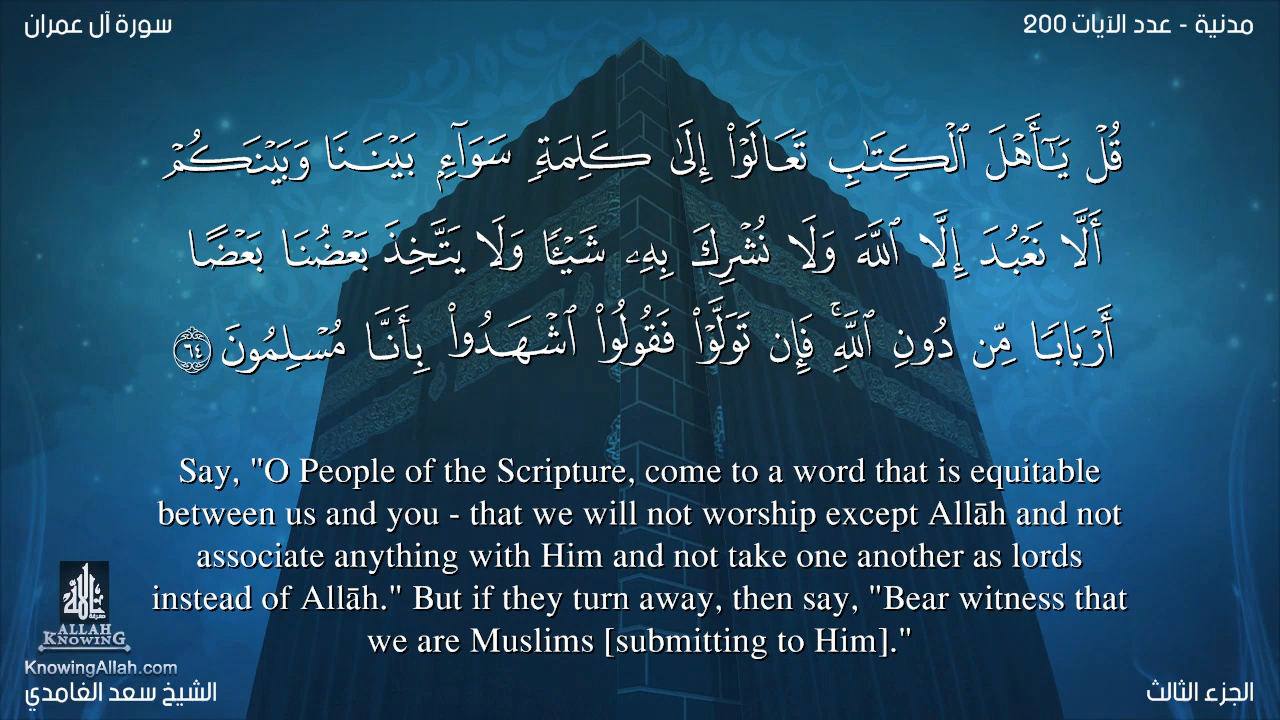 سورة آل عمران
مدنية - عدد الآيات 200
قُلْ يَـٰٓأَهْلَ ٱلْكِتَـٰبِ تَعَالَوْا۟ إِلَىٰ كَلِمَةٍۢ سَوَآءٍۭ بَيْنَنَا وَبَيْنَكُمْ
أَلَّا نَعْبُدَ إِلَّا ٱللَّهَ وَلَا نُشْرِكَ بِهِۦ شَيْـًۭٔا وَلَا يَتَّخِذَ بَعْضُنَا بَعْضًا
أَرْبَابًۭا مِّن دُونِ ٱللَّهِ ۚ فَإِن تَوَلَّوْا۟ فَقُولُوا۟ ٱشْهَدُوا۟ بِأَنَّا مُسْلِمُونَ ٦٤
Say, "O People of the Scripture, come to a word that is equitable
between us and you - that we will not worship except Allāh and not
associate anything with Him and not take one another as lords
instead of Allāh." But if they turn away, then say, "Bear witness that
we are Muslims [submitting to Him]."
ALLAH
KNOWING
KnowingAllah.com
الشيخ سعد الغامدي
الجزء الثالث